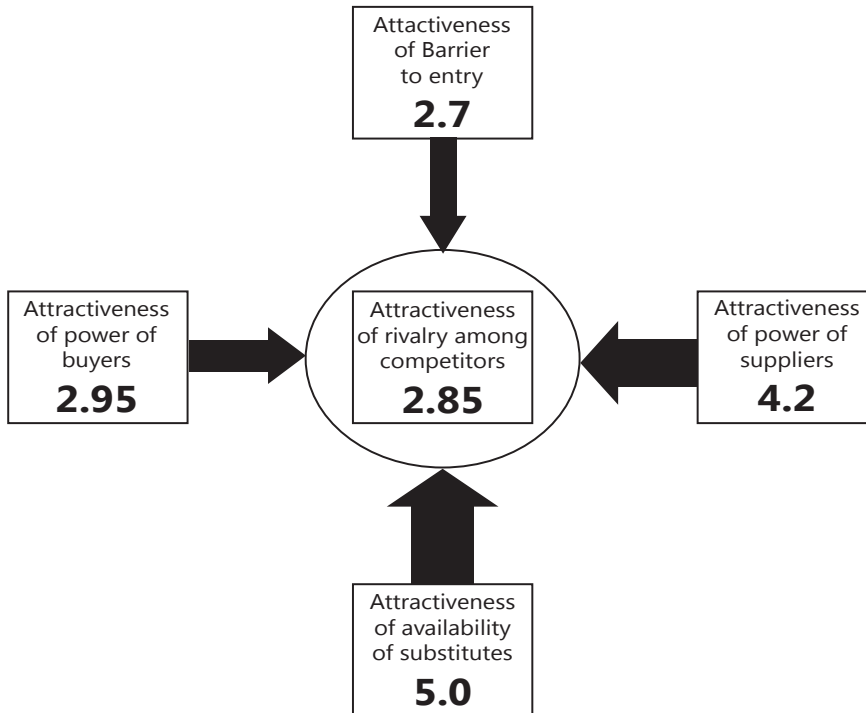 Attactiveness
of Barrier
to entry
2.7
Attractiveness
of power of
buyers
2.95
Attractiveness
of rivalry among
competitors
2.85
Attractiveness
of power of
suppliers
4.2
Attractiveness
of availability
of substitutes
5.0